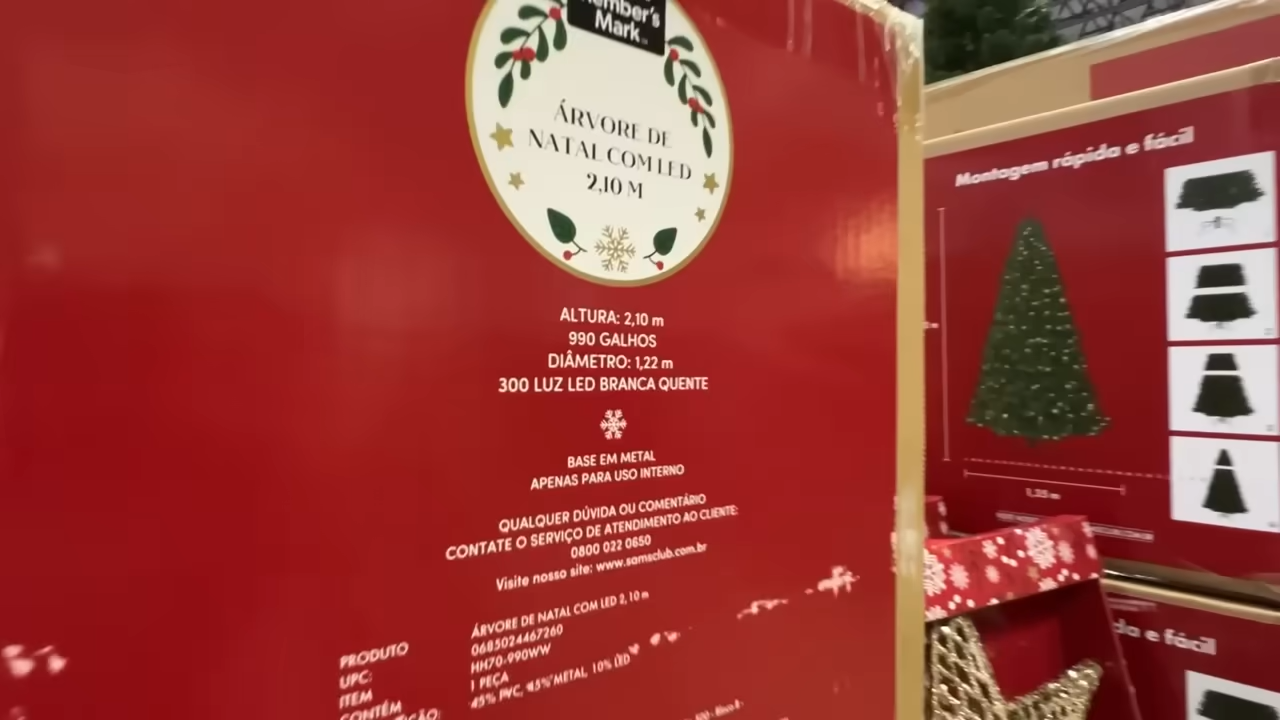 Member's
Mark
ÁRVORE DE
NATAL COM LED
2,10 M
ALTURA: 2,10 m
990 GALHOS
DIÂMETRO: 1,22 m
300 LUZ LED BRANCA QUENTE
BASE EM METAL
APENAS PARA USO INTERNO
QUALQUER DÚVIDA OU COMENTÁRIO
CONTATE O SERVIÇO DE ATENDIMENTO AO CLIENTE:
0800 022 0650
Visite nosso site: www.samsclub.com.br
PRODUTO ÁRVORE DE NATAL COM LED 2,10 m
UPC: 0685024467260
ITEM HH70-990WW
CONTÉM 1 PEÇA
45% PVC, 45% METAL, 10% LED
Montagem rápida e fácil
da e fácil